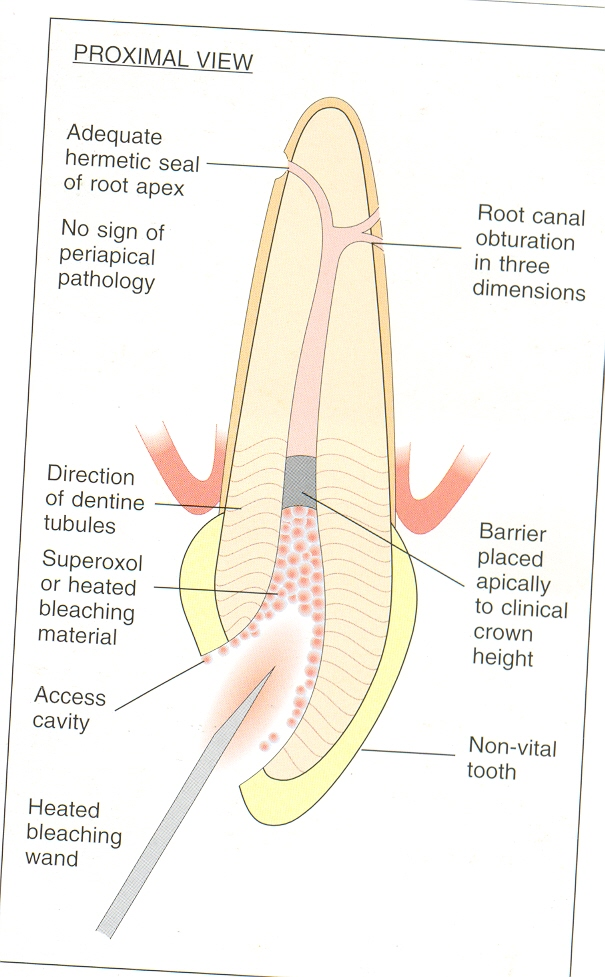 PROXIMAL VIEW
Adequate
hermetic seal
of root apex
No sign of
periapical
pathology
Root canal
obturation
in three
dimensions
Direction
of dentine
tubules
Superoxol
or heated
bleaching
material
Barrier
placed
apically
to clinical
crown
height
Access
cavity
Non-vital
tooth
Heated
bleaching
wand